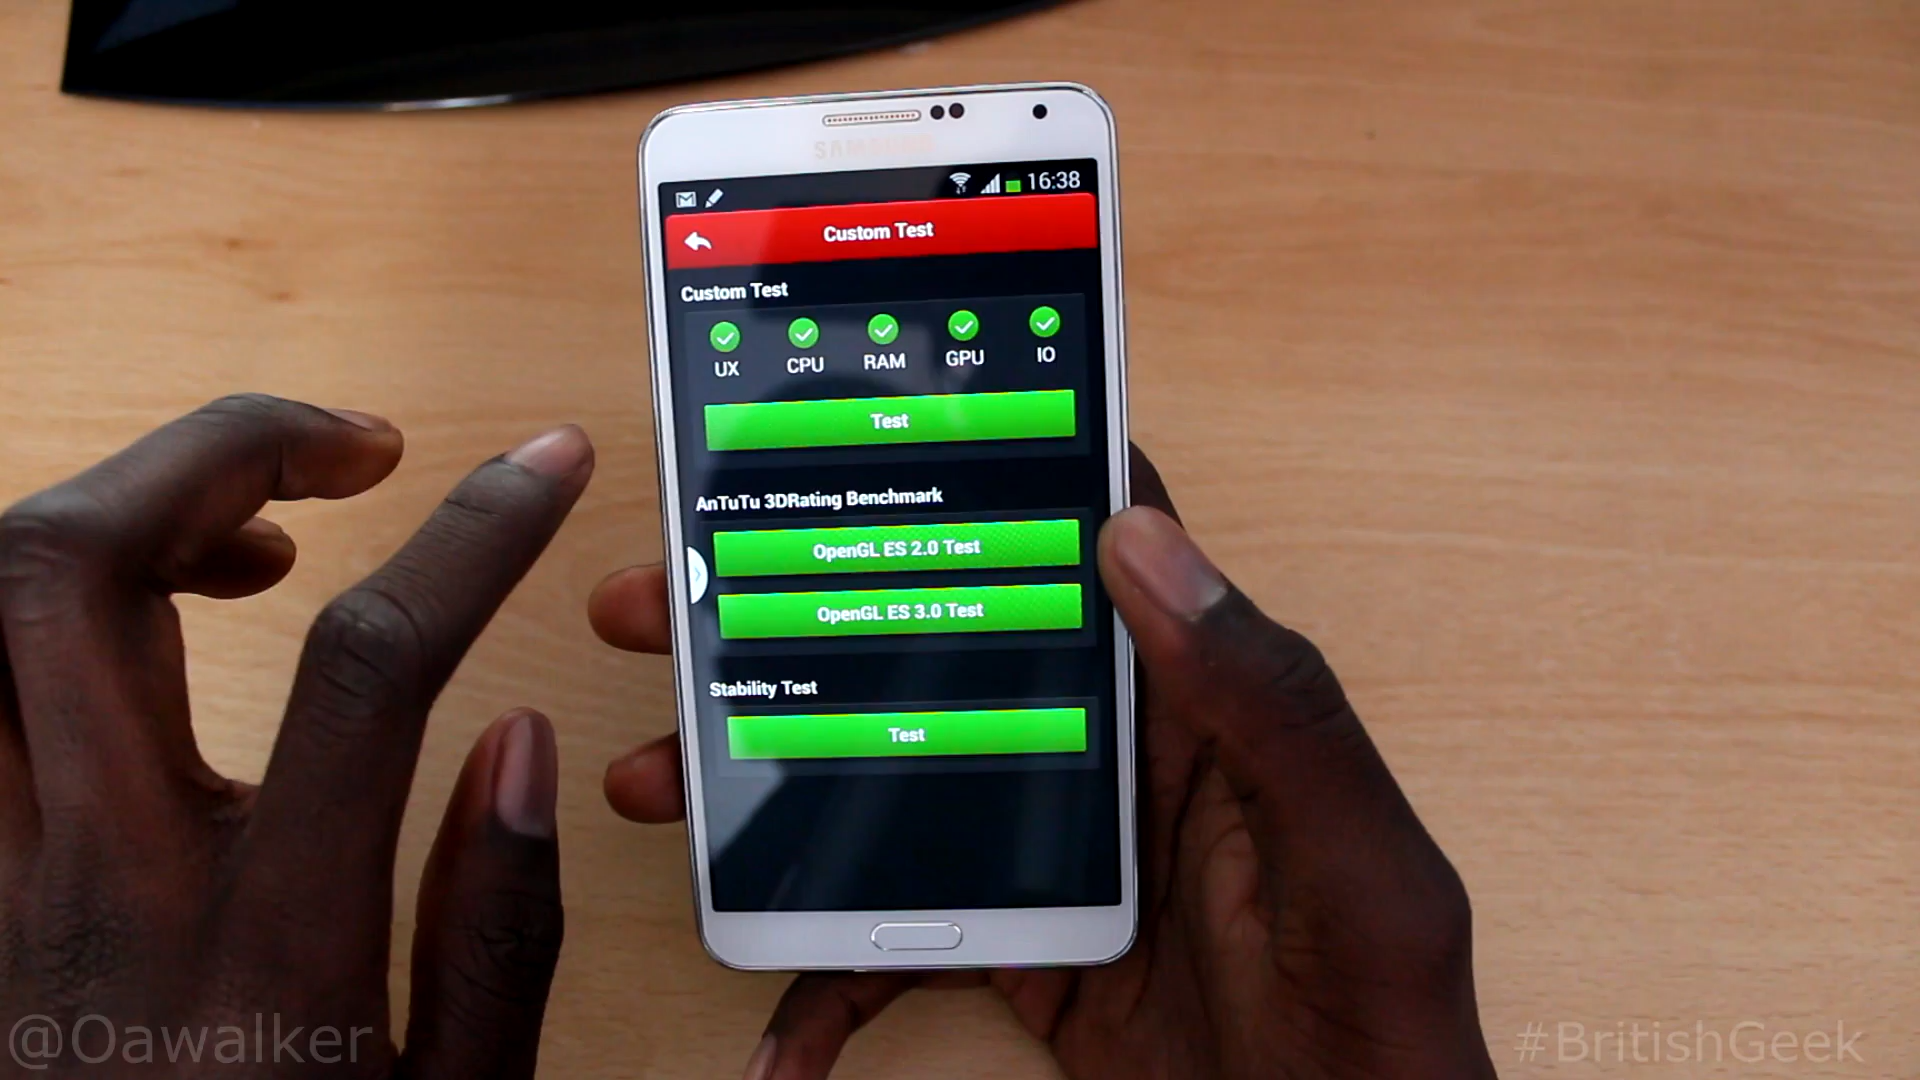 SAMSUNG
16:38
Custom Test
Custom Test
UX CPU RAM GPU IO
Test
AnTuTu 3DRating Benchmark
OpenGL ES 2.0 Test
OpenGL ES 3.0 Test
Stability Test
Test
@Oawalker
#BritishGeek